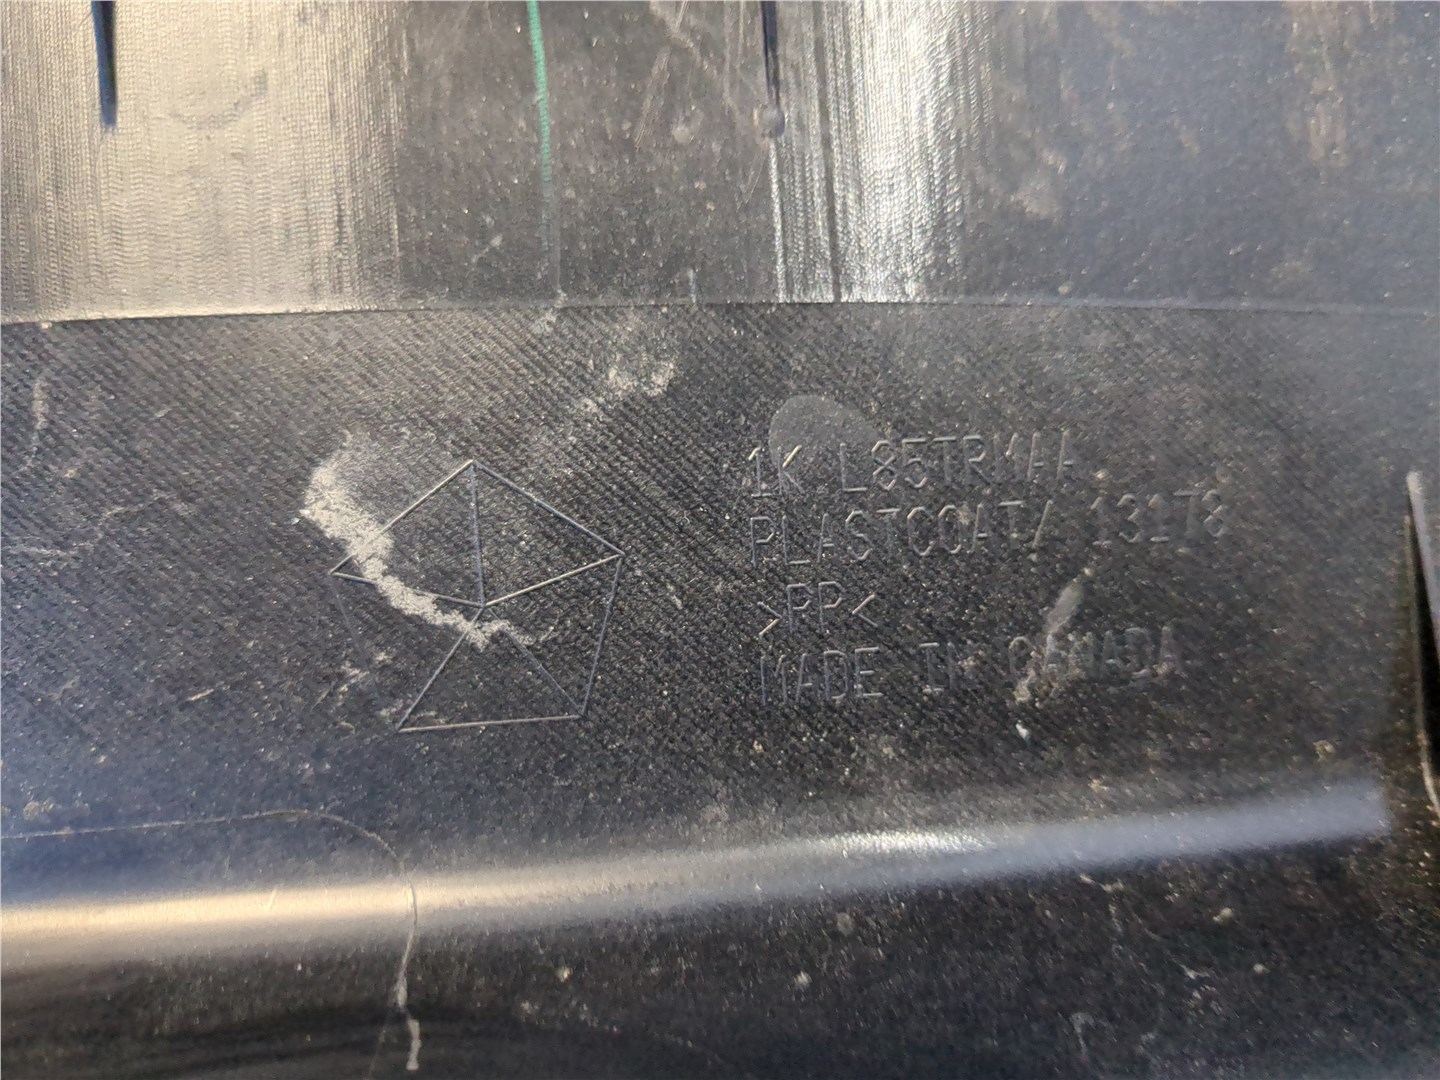 1K L85TRMAA
PLASTCOAT/ 13178
>PP<
MADE IN CANADA